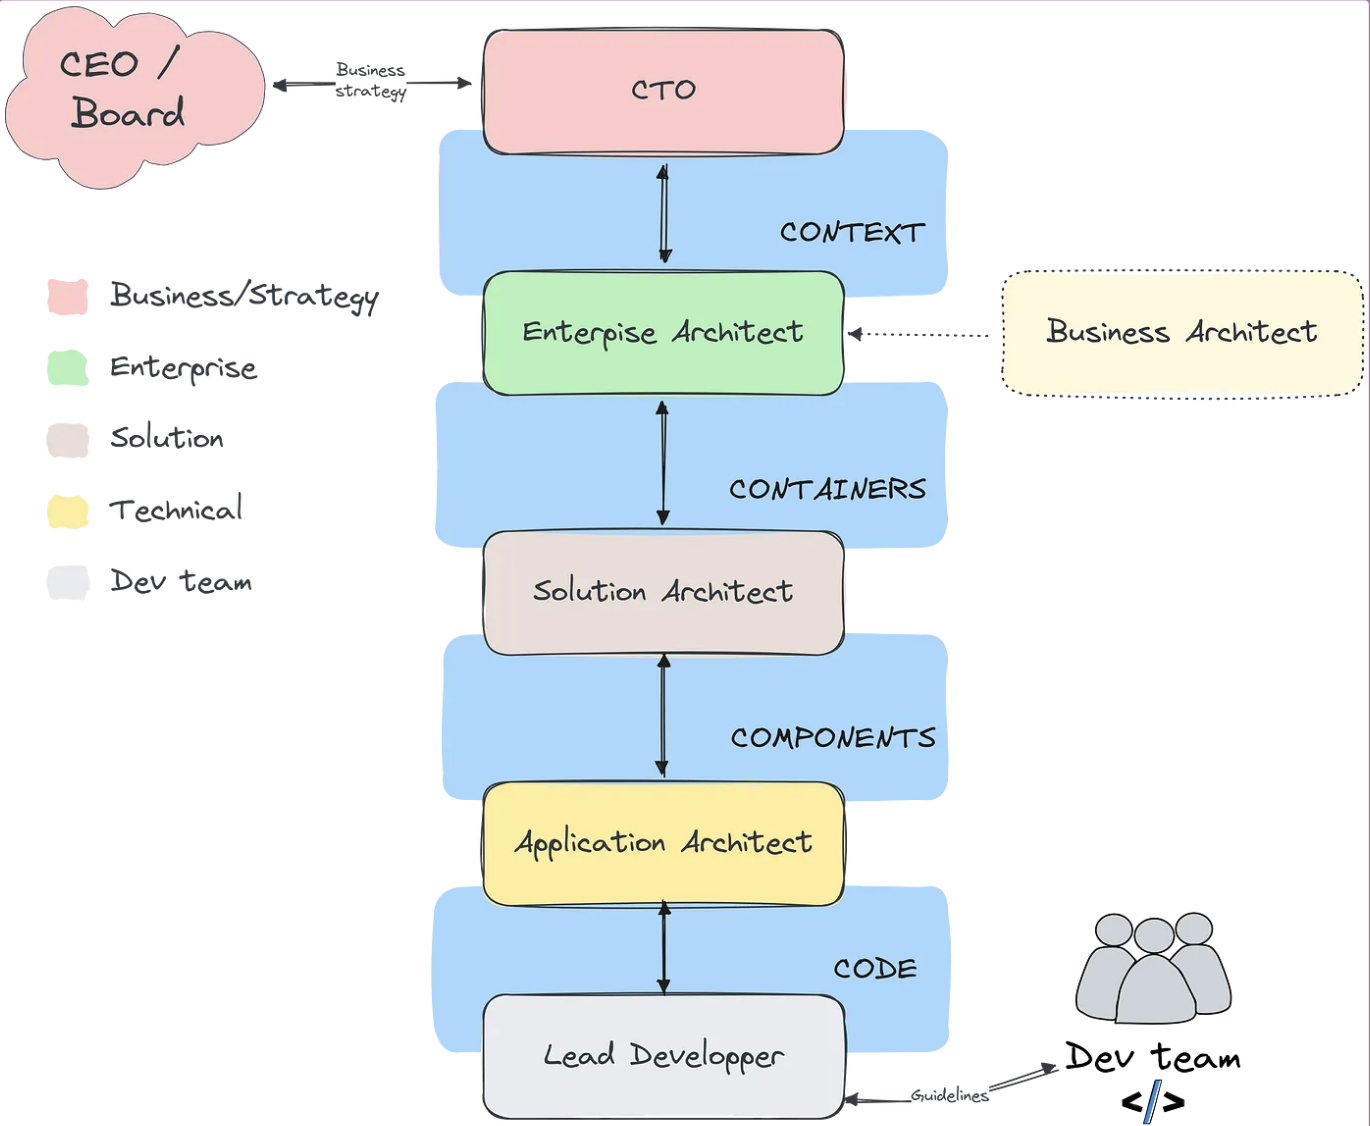 CEO /
Board
Business
strategy
CTO
CONTEXT
Business/Strategy
Enterprise
Solution
Technical
Dev team
Enterpise Architect
Business Architect
CONTAINERS
Solution Architect
COMPONENTS
Application Architect
CODE
Lead Developper
Guidelines
Dev team
</>